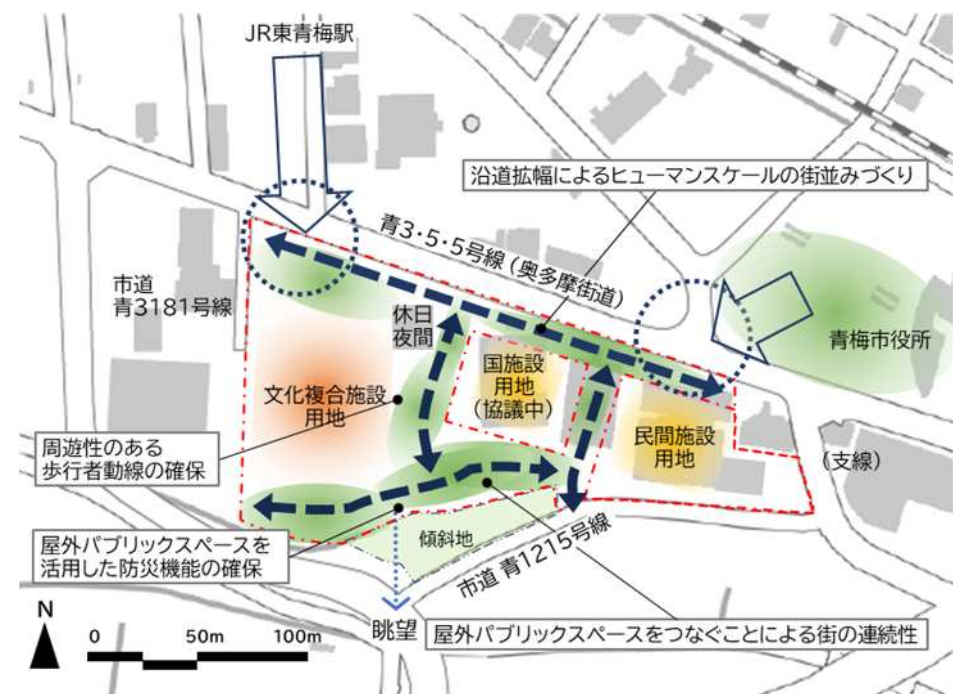 JR東青梅駅
沿道拡幅によるヒューマンスケールの街並みづくり
青3・5・5号線(奥多摩街道)
市道
青3181号線
休日
夜間
青梅市役所
国施設
用地
(協議中)
文化複合施設
用地
民間施設
用地
(支線)
周遊性のある
歩行者動線の確保
屋外パブリックスペースを
活用した防災機能の確保
傾斜地
市道 青1215号線
眺望
屋外パブリックスペースをつなぐことによる街の連続性
N
0 50m 100m